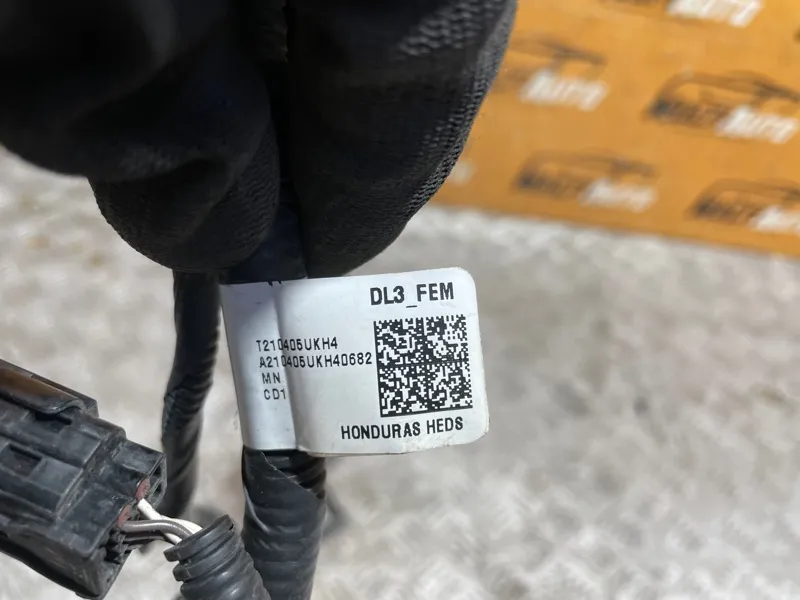 DL3_FEM
T210405UKH4
A210405UKH40682
MN
CD1
HONDURAS HEDS